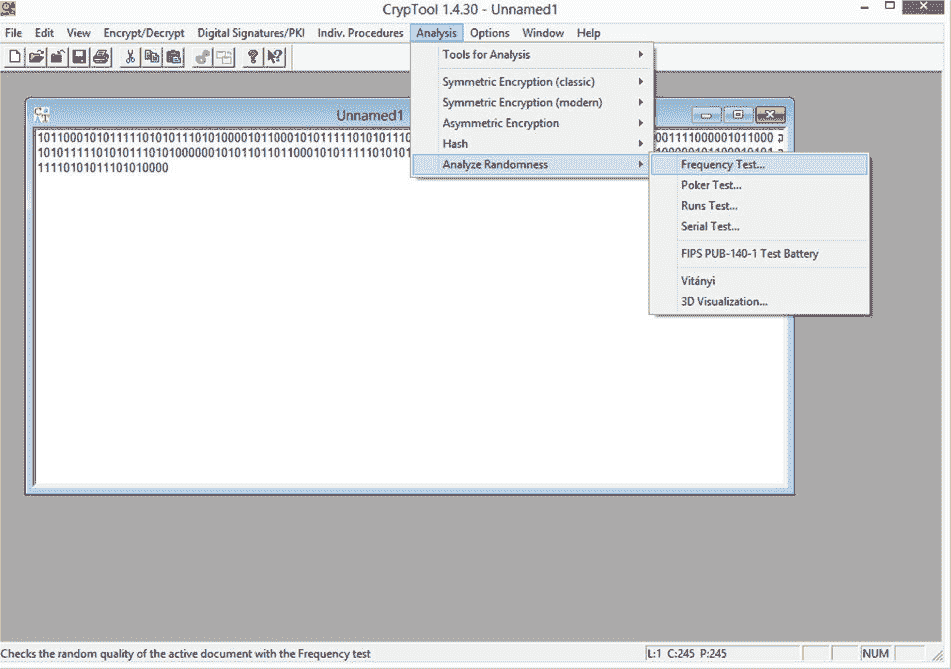 CrypTool 1.4.30 - Unnamed1
File Edit View Encrypt/Decrypt Digital Signatures/PKI Indiv. Procedures Analysis Options Window Help
Tools for Analysis
Symmetric Encryption (classic)
Symmetric Encryption (modern)
Asymmetric Encryption
Hash
Analyze Randomness
Frequency Test...
Poker Test...
Runs Test...
Serial Test...
FIPS PUB-140-1 Test Battery
Vitányi
3D Visualization...
Unnamed1
1111010101110101010000
Checks the random quality of the active document with the Frequency test L:1 C:245 P:245 NUM